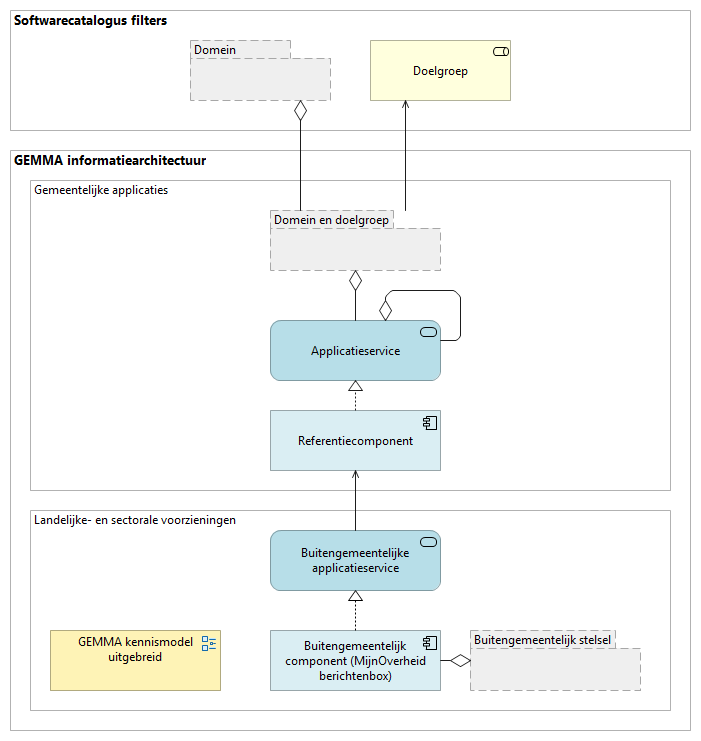 Softwarecatalogus filters
Domein
Doelgroep
GEMMA informatiearchitectuur
Gemeentelijke applicaties
Domein en doelgroep
Applicatieservice
Referentiecomponent
Landelijke- en sectorale voorzieningen
Buitengemeentelijke
applicatieservice
GEMMA kennismodel
uitgebreid
Buitengemeentelijk
component (MijnOverheid
berichtenbox)
Buitengemeentelijk stelsel